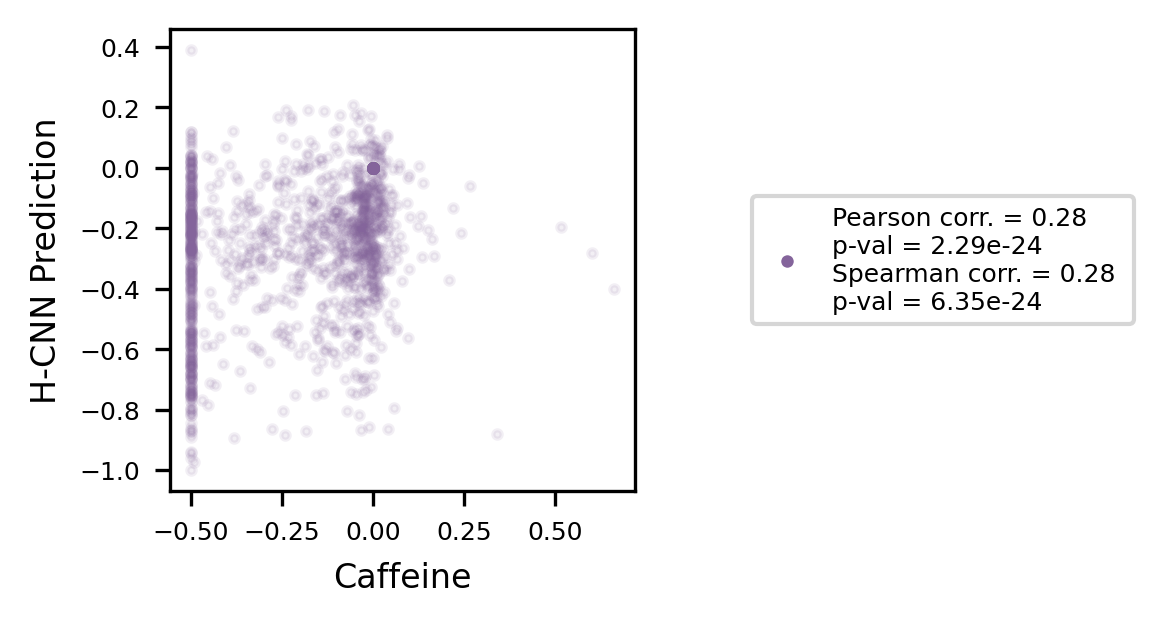 0.4
0.2
0.0
−0.2
−0.4
−0.6
−0.8
−1.0
H-CNN Prediction
−0.50 −0.25 0.00 0.25 0.50
Caffeine
Pearson corr. = 0.28
p-val = 2.29e-24
Spearman corr. = 0.28
p-val = 6.35e-24